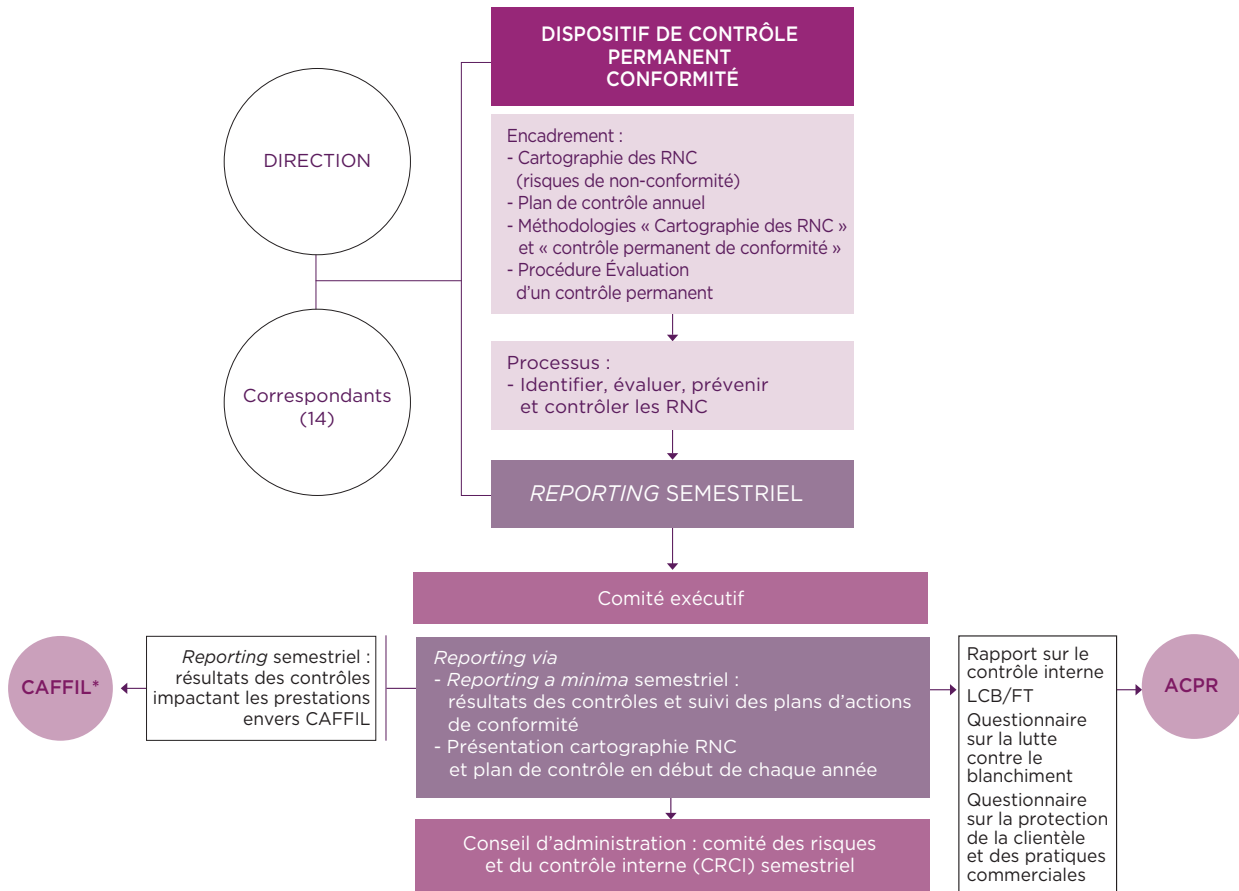 DISPOSITIF DE CONTRÔLE
PERMANENT
CONFORMITÉ
DIRECTION
Correspondants
(14)
Encadrement :
- Cartographie des RNC
(risques de non-conformité)
- Plan de contrôle annuel
- Méthodologies « Cartographie des RNC »
et « contrôle permanent de conformité »
- Procédure Évaluation
d'un contrôle permanent
Processus :
- Identifier, évaluer, prévenir
et contrôler les RNC
REPORTING SEMESTRIEL
Comité exécutif
CAFFIL*
Reporting semestriel :
résultats des contrôles
impactant les prestations
envers CAFFIL
Reporting via
- Reporting a minima semestriel :
résultats des contrôles et suivi des plans d'actions
de conformité
- Présentation cartographie RNC
et plan de contrôle en début de chaque année
Rapport sur le
contrôle interne
LCB/FT
Questionnaire
sur la lutte
contre le
blanchiment
Questionnaire
sur la protection
de la clientèle
et des pratiques
commerciales
ACPR
Conseil d'administration : comité des risques
et du contrôle interne (CRCI) semestriel